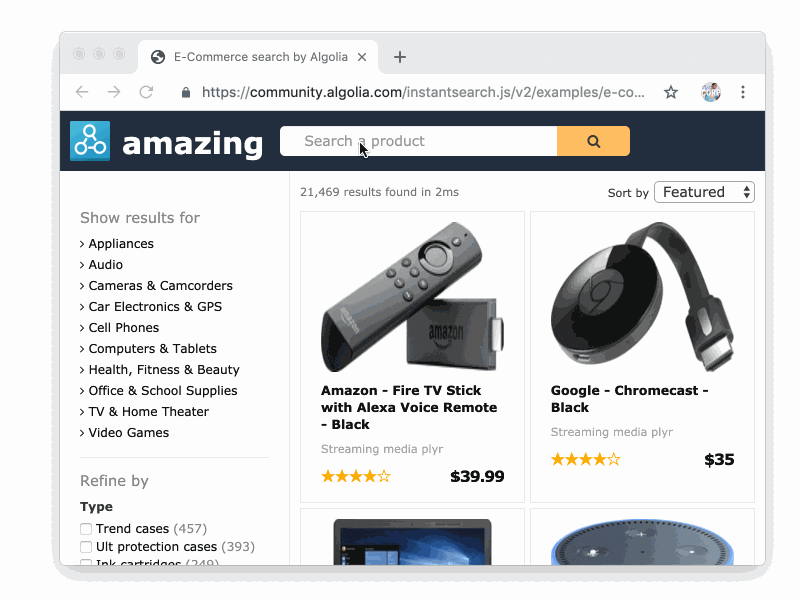 E-Commerce search by Algolia
https://community.algolia.com/instantsearch.js/v2/examples/e-co...
amazing
Search a product
21,469 results found in 2ms
Sort by Featured
Show results for
Appliances
Audio
Cameras & Camcorders
Car Electronics & GPS
Cell Phones
Computers & Tablets
Health, Fitness & Beauty
Office & School Supplies
TV & Home Theater
Video Games
Refine by
Type
Trend cases (457)
Ult protection cases (393)
Ink cartridges (249)
amazon
amazon
Amazon - Fire TV Stick
with Alexa Voice Remote
- Black
Streaming media plyr
$39.99
Google - Chromecast -
Black
Streaming media plyr
$35